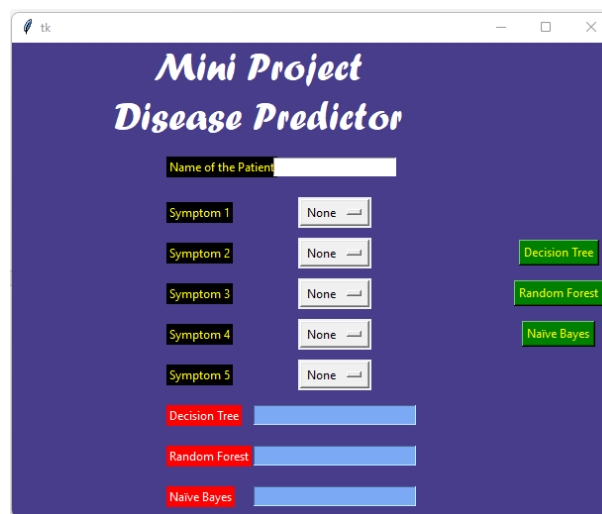 tk
Mini Project
Disease Predictor
Name of the Patient
Symptom 1 None
Symptom 2 None Decision Tree
Symptom 3 None Random Forest
Symptom 4 None Naïve Bayes
Symptom 5 None
Decision Tree
Random Forest
Naïve Bayes